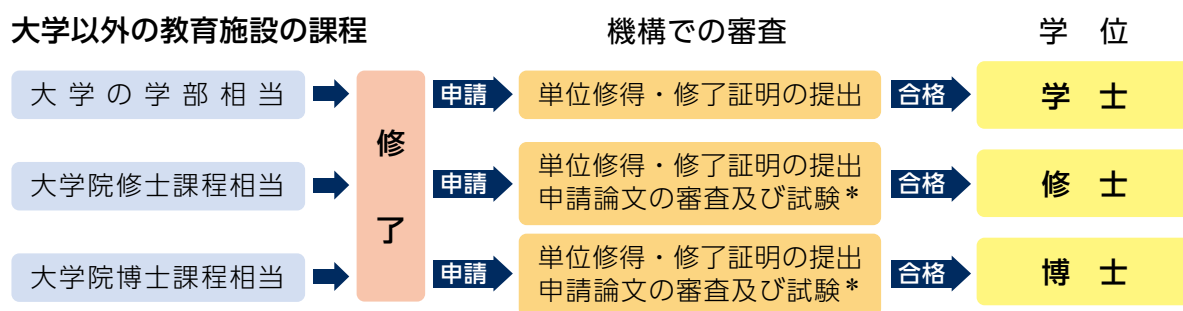 大学以外の教育施設の課程
機構での審査
学位
大学の学部相当
修了
申請
単位修得・修了証明の提出
合格
学士
大学院修士課程相当
申請
単位修得・修了証明の提出
申請論文の審査及び試験*
合格
修士
大学院博士課程相当
申請
単位修得・修了証明の提出
申請論文の審査及び試験*
合格
博士